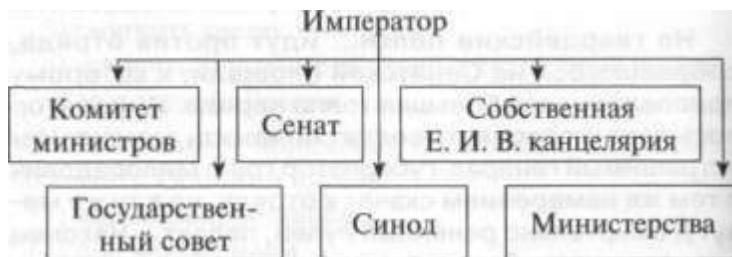 Император
Комитет
министров
Сенат
Собственная
Е. И. В. канцелярия
Государствен-
ный совет
Синод
Министерства